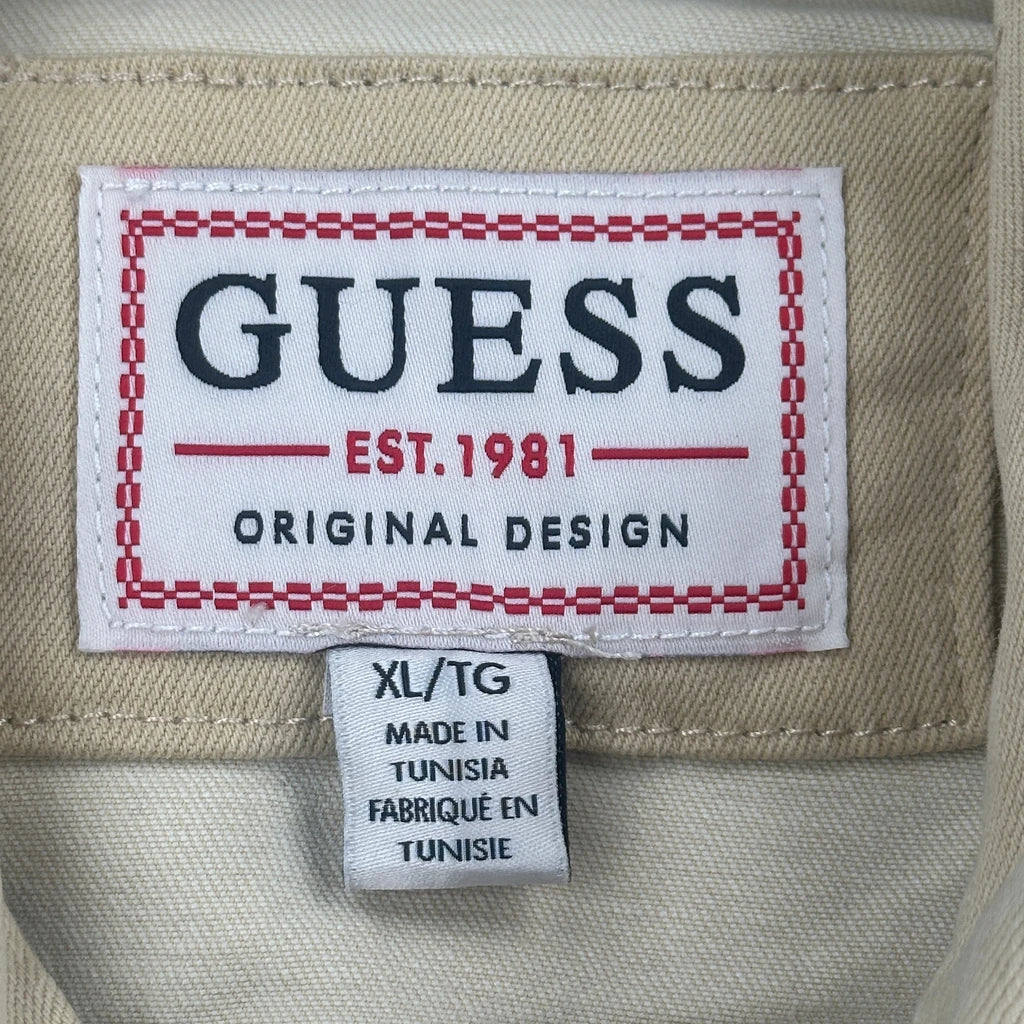 GUESS
EST. 1981
ORIGINAL DESIGN
XL/TG
MADE IN
TUNISIA
FABRIQUÉ EN
TUNISIE